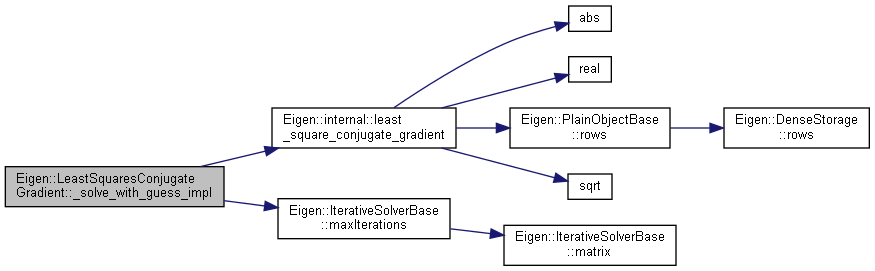 Eigen::LeastSquaresConjugate
Gradient::_solve_with_guess_impl
Eigen::internal::least
_square_conjugate_gradient
abs
real
Eigen::PlainObjectBase
::rows
Eigen::DenseStorage
::rows
sqrt
Eigen::IterativeSolverBase
::maxIterations
Eigen::IterativeSolverBase
::matrix